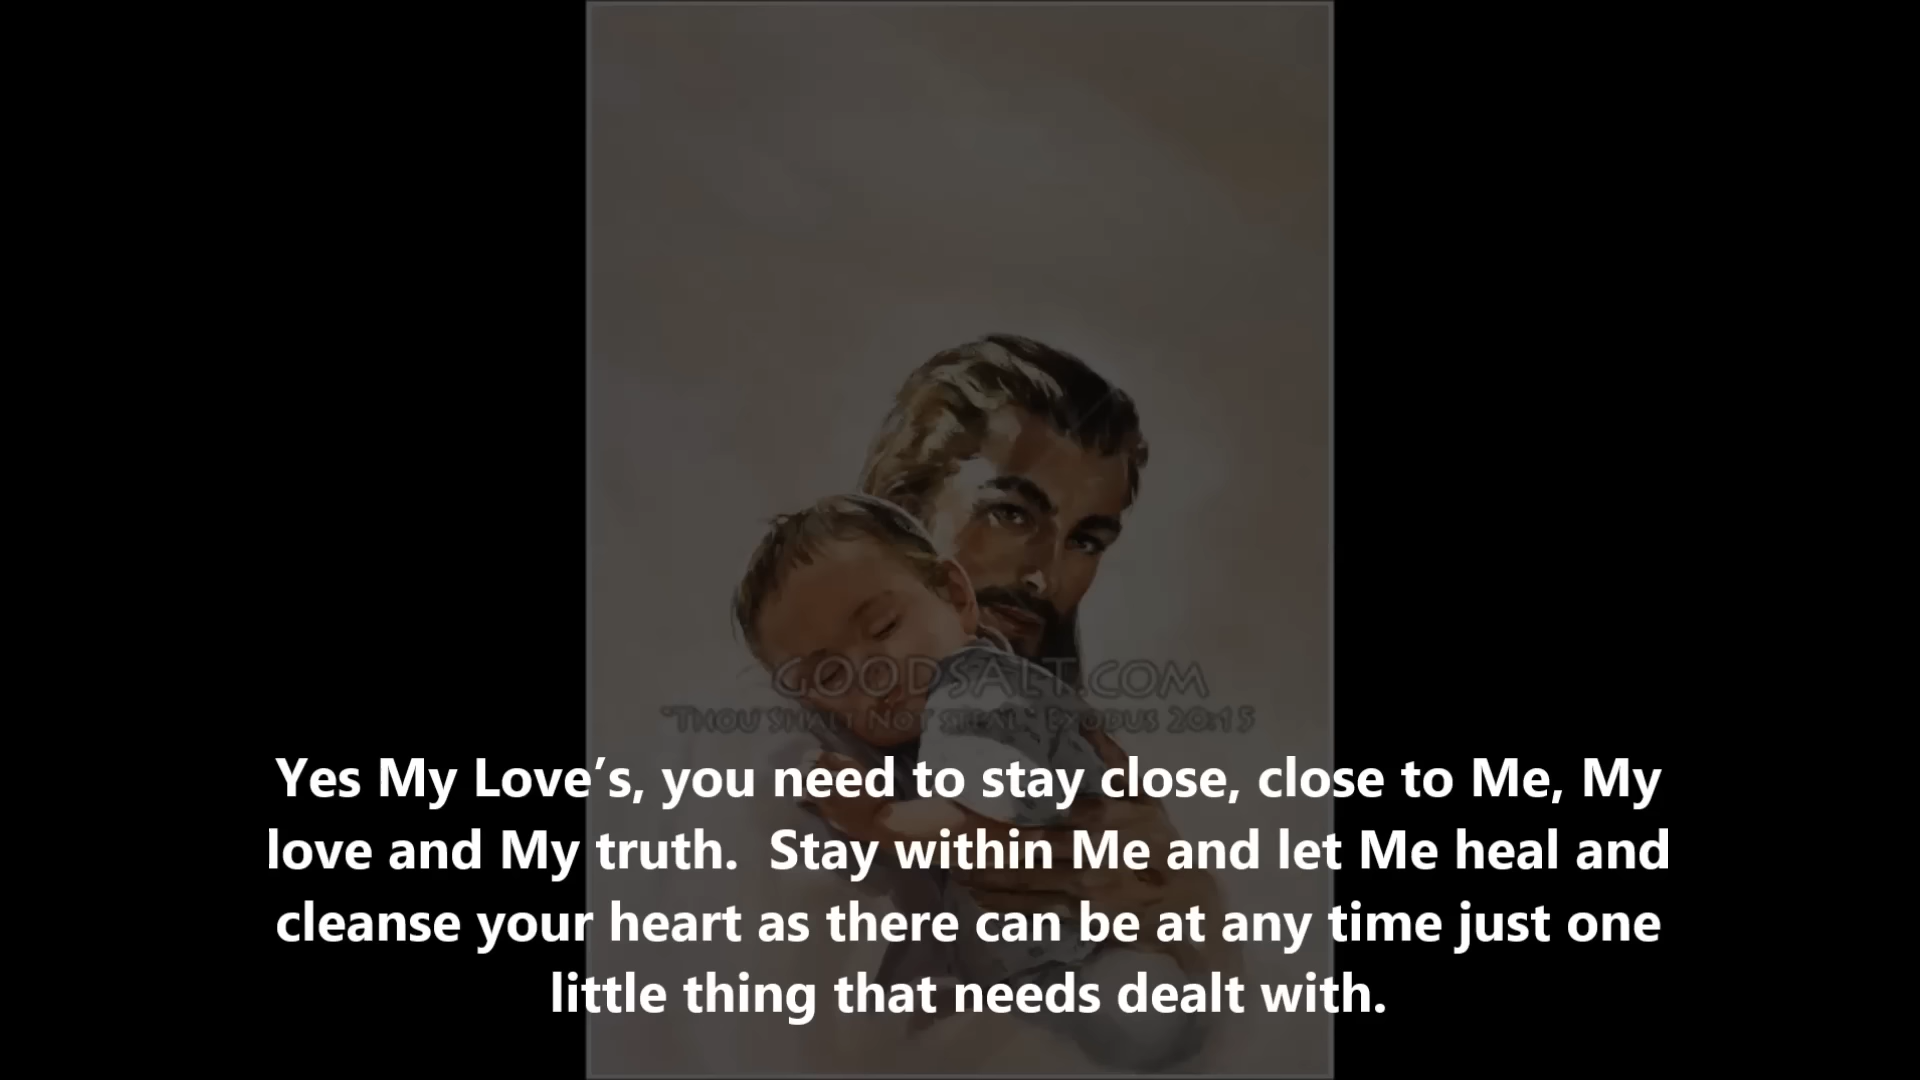 GOODSALT.COM
"THOU SHALT NOT STEAL" EXODUS 20:15
Yes My Love’s, you need to stay close, close to Me, My
love and My truth.  Stay within Me and let Me heal and
cleanse your heart as there can be at any time just one
little thing that needs dealt with.